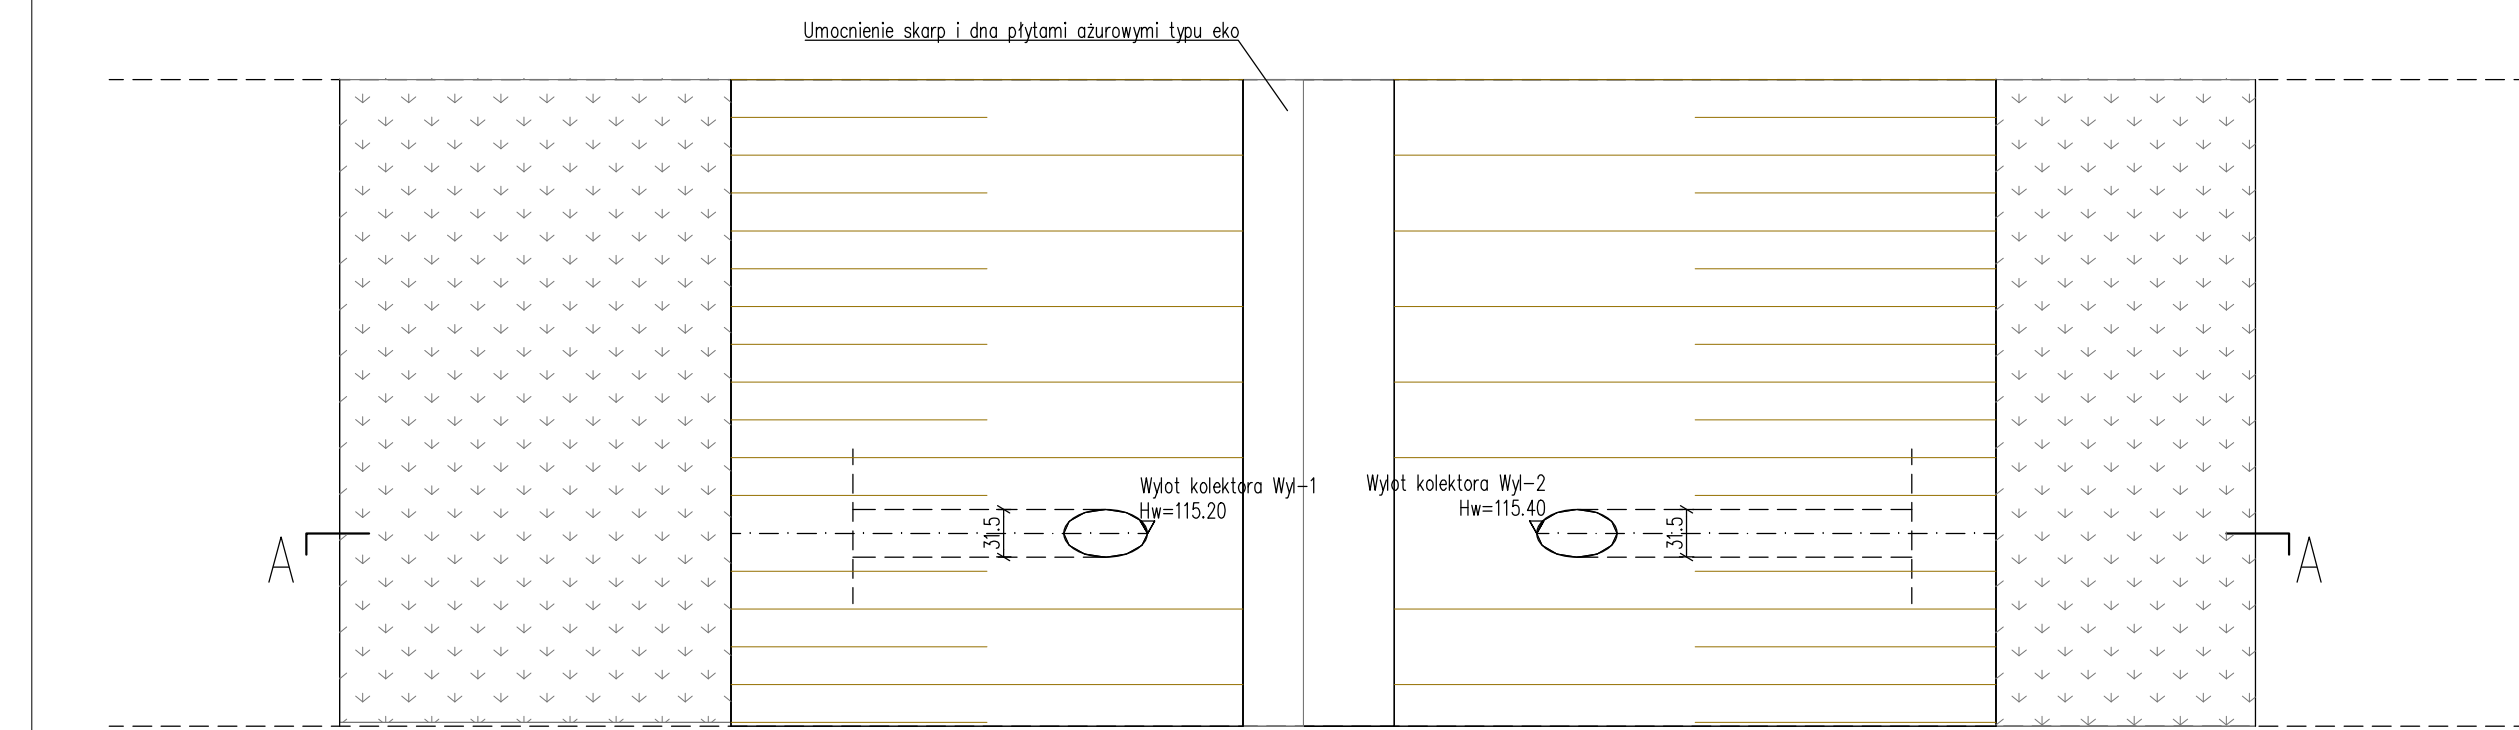 Umocnienie skarp i dna płytami ażurowymi typu eko
Wylot kolektora Wyl-1
Hw=115.20
Wylot kolektora Wyl-2
Hw=115.40
31.5
31.5
A
A